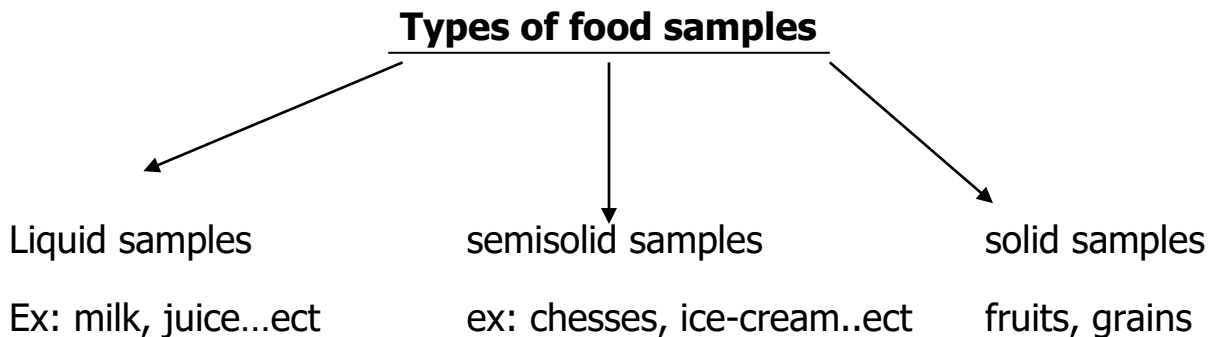 Types of food samples
Liquid samples semisolid samples solid samples
Ex: milk, juice…ect ex: chesses, ice-cream..ect fruits, grains